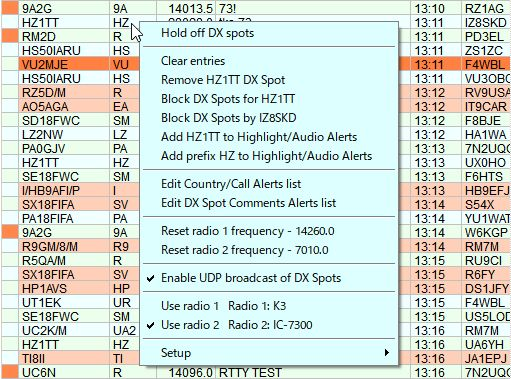 9A2G 9A 14013.5 73! 13:10 RZ1AG
HZ1TT HZ 13:11 IZ8SKD
RM2D R 13:11 PD3EL
HS50IARU HS 13:11 ZS1ZC
VU2MJE VU 13:11 F4WBL
HS50IARU HS 13:11
RZ5D/M R 13:12 RV9USA
AO5AGA EA 13:12 IT9CAR
SD18FWC SM 13:12 F8BJE
LZ2NW LZ 13:12 HA1WA
PA0GJV PA 13:13
HZ1TT HZ 13:13 UX0HO
SE18FWC SM 13:13 F6HTS
I/HB9AFI/P I 13:13 HB9EFJ
SX18FIFA SV 13:14 S54X
PA18FIFA PA 13:14 YU1WAT
9A2G 9A 13:14 W6KGP
R9GM/8/M R9 13:14 RM7M
R5QA/M R 13:15 RU9CI
SX18FIFA SV 13:15 R6FY
HP1AVS HP 13:15 DS1JFY
UT1EK UR 13:15 F4WBL
SE18FWC SM 13:15
UC2K/M UA2 13:16 RM7M
HZ1TT HZ 13:16 UA6YH
TI8II TI 13:16 JA1EPJ
UC6N R 14096.0 RTTY TEST 13:16
Hold off DX spots
Clear entries
Remove HZ1TT DX Spot
Block DX Spots for HZ1TT
Block DX Spots by IZ8SKD
Add HZ1TT to Highlight/Audio Alerts
Add prefix HZ to Highlight/Audio Alerts
Edit Country/Call Alerts list
Edit DX Spot Comments Alerts list
Reset radio 1 frequency - 14260.0
Reset radio 2 frequency - 7010.0
Enable UDP broadcast of DX Spots
Use radio 1 Radio 1: K3
Use radio 2 Radio 2: IC-7300
Setup